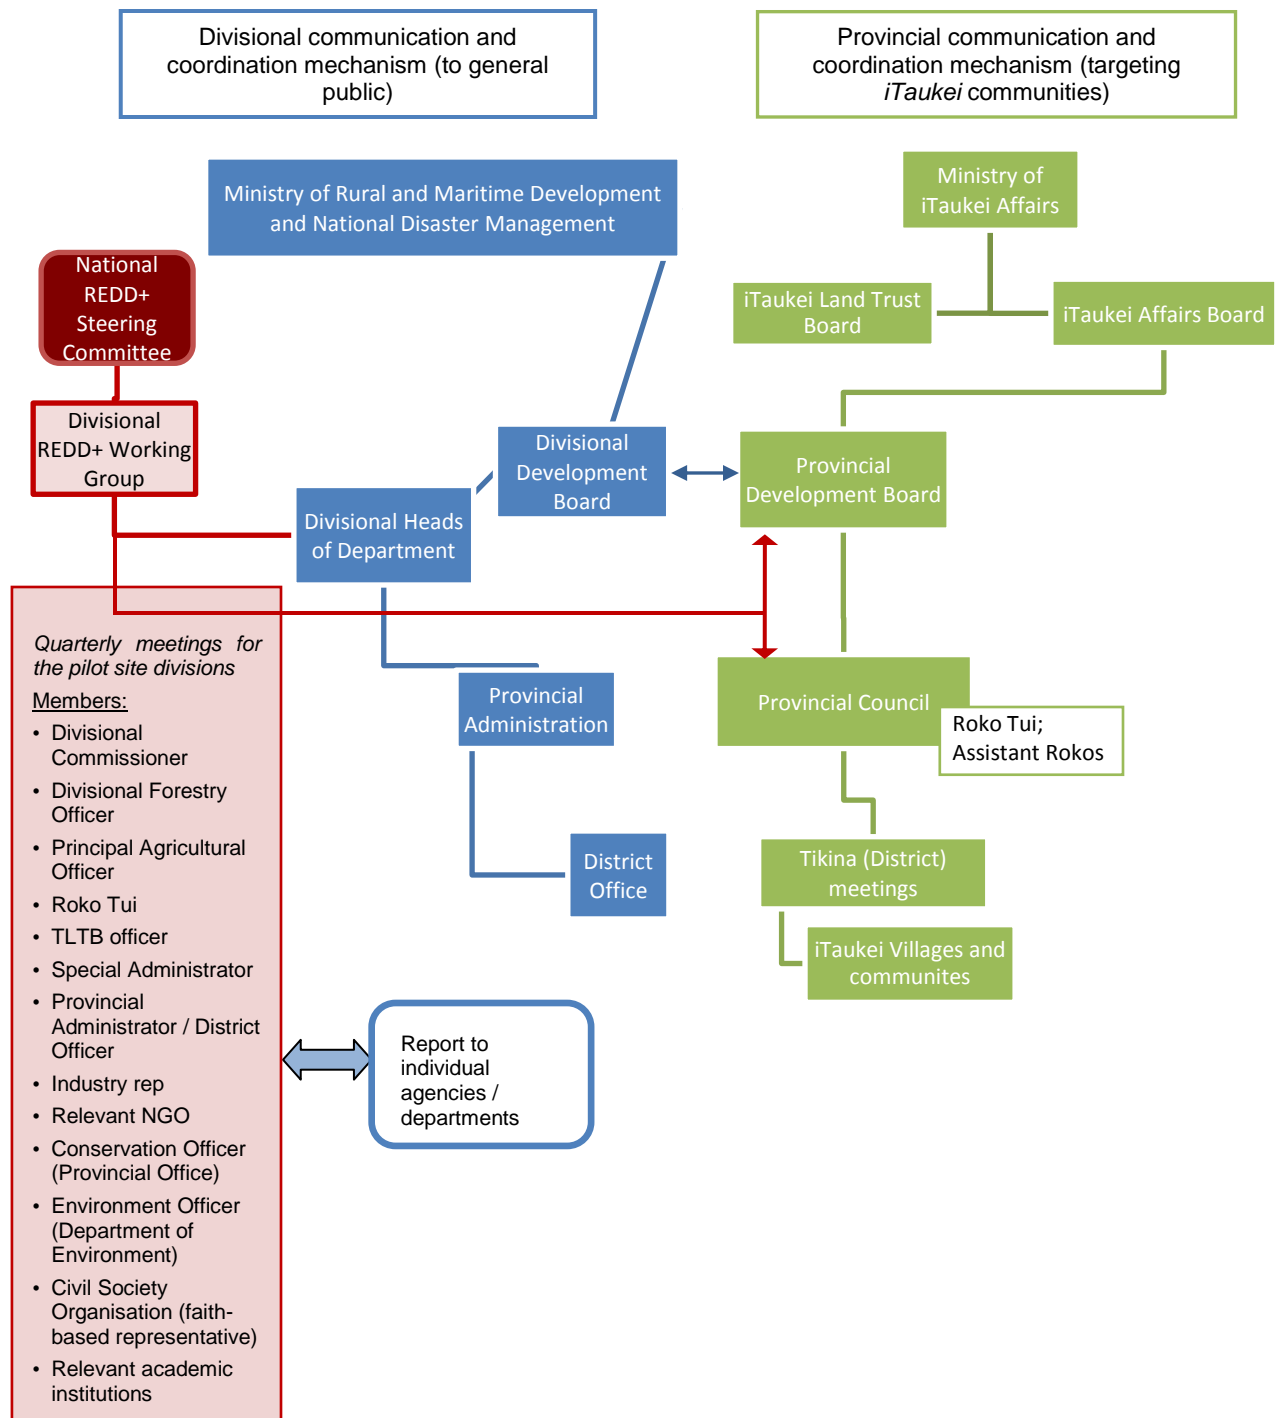 Divisional communication and
coordination mechanism (to general
public)
Provincial communication and
coordination mechanism (targeting
iTaukei communities)
Ministry of Rural and Maritime Development
and National Disaster Management
Ministry of
iTaukei Affairs
National
REDD+
Steering
Committee
iTaukei Land Trust
Board
iTaukei Affairs Board
Divisional
REDD+ Working
Group
Divisional
Development
Board
Provincial
Development Board
Divisional Heads
of Department
Quarterly meetings for
the pilot site divisions
Members:
• Divisional
Commissioner
• Divisional Forestry
Officer
• Principal Agricultural
Officer
• Roko Tui
• TLTB officer
• Special Administrator
• Provincial
Administrator / District
Officer
• Industry rep
• Relevant NGO
• Conservation Officer
(Provincial Office)
• Environment Officer
(Department of
Environment)
• Civil Society
Organisation (faith-
based representative)
• Relevant academic
institutions
Provincial
Administration
Provincial Council
Roko Tui;
Assistant Rokos
District
Office
Tikina (District)
meetings
iTaukei Villages and
communites
Report to
individual
agencies /
departments